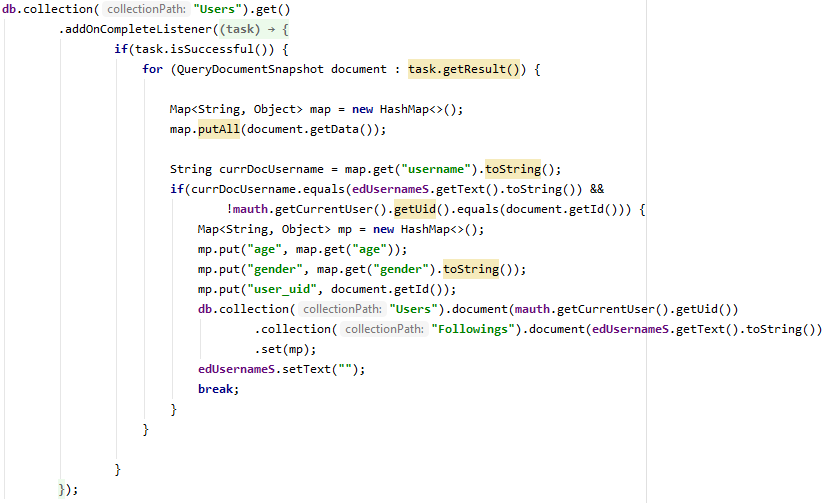 db.collection( collectionPath: "Users").get()
.addOnCompleteListener((task) → {
if(task.isSuccessful()) {
for (QueryDocumentSnapshot document : task.getResult()) {
Map<String, Object> map = new HashMap<>();
map.putAll(document.getData());
String currDocUsername = map.get("username").toString();
if(currDocUsername.equals(edUsernameS.getText().toString()) &&
!mauth.getCurrentUser().getUid().equals(document.getId())) {
Map<String, Object> mp = new HashMap<>();
mp.put("age", map.get("age"));
mp.put("gender", map.get("gender").toString());
mp.put("user_uid", document.getId());
db.collection( collectionPath: "Users").document(mauth.getCurrentUser().getUid())
.collection( collectionPath: "Followings").document(edUsernameS.getText().toString())
.set(mp);
edUsernameS.setText("");
break;
}
}
}
});